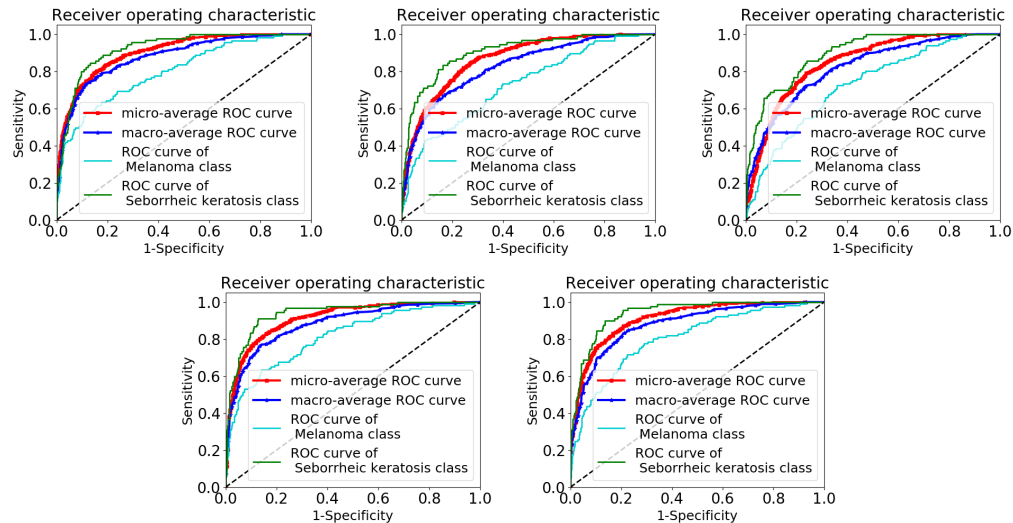 Receiver operating characteristic
1.0
0.8
0.6
0.4
0.2
0.0
Sensitivity
micro-average ROC curve
macro-average ROC curve
ROC curve of
Melanoma class
ROC curve of
Seborrheic keratosis class
0.0 0.2 0.4 0.6 0.8 1.0
1-Specificity
Receiver operating characteristic
1.0
0.8
0.6
0.4
0.2
0.0
Sensitivity
micro-average ROC curve
macro-average ROC curve
ROC curve of
Melanoma class
ROC curve of
Seborrheic keratosis class
0.0 0.2 0.4 0.6 0.8 1.0
1-Specificity
Receiver operating characteristic
1.0
0.8
0.6
0.4
0.2
0.0
Sensitivity
micro-average ROC curve
macro-average ROC curve
ROC curve of
Melanoma class
ROC curve of
Seborrheic keratosis class
0.0 0.2 0.4 0.6 0.8 1.0
1-Specificity
Receiver operating characteristic
1.0
0.8
0.6
0.4
0.2
0.0
Sensitivity
micro-average ROC curve
macro-average ROC curve
ROC curve of
Melanoma class
ROC curve of
Seborrheic keratosis class
0.0 0.2 0.4 0.6 0.8 1.0
1-Specificity
Receiver operating characteristic
1.0
0.8
0.6
0.4
0.2
0.0
Sensitivity
micro-average ROC curve
macro-average ROC curve
ROC curve of
Melanoma class
ROC curve of
Seborrheic keratosis class
0.0 0.2 0.4 0.6 0.8 1.0
1-Specificity